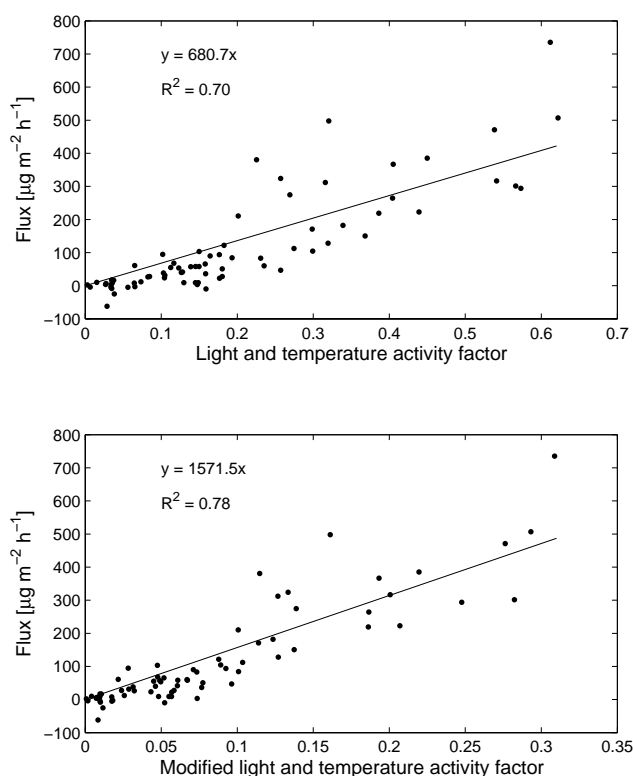 800
700
600
500
400
300
200
100
0
−100
Flux [µg m−2 h−1]
y = 680.7x
R2 = 0.70
0 0.1 0.2 0.3 0.4 0.5 0.6 0.7
Light and temperature activity factor
800
700
600
500
400
300
200
100
0
−100
Flux [µg m−2 h−1]
y = 1571.5x
R2 = 0.78
0 0.05 0.1 0.15 0.2 0.25 0.3 0.35
Modified light and temperature activity factor